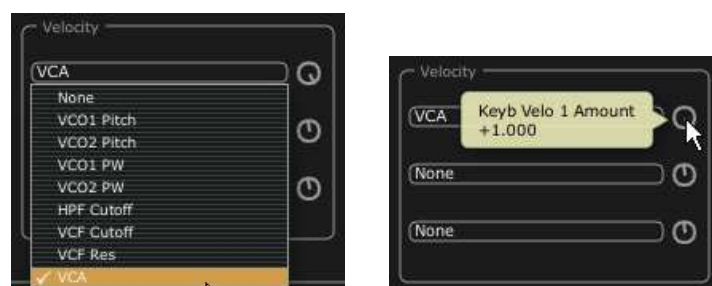 Velocity
VCA
None
VCO1 Pitch
VCO2 Pitch
VCO1 PW
VCO2 PW
HPF Cutoff
VCF Cutoff
VCF Res
✓ VCA
Velocity
VCA
Keyb Velo 1 Amount
+1.000
None
None